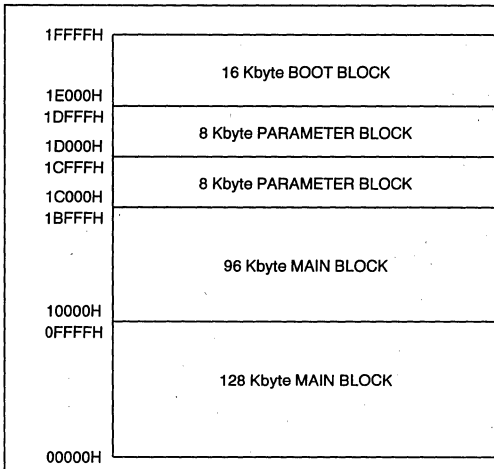 1FFFFH
16 Kbyte BOOT BLOCK
1E000H
1DFFFH
8 Kbyte PARAMETER BLOCK
1D000H
1CFFFH
8 Kbyte PARAMETER BLOCK
1C000H
1BFFFH
96 Kbyte MAIN BLOCK
10000H
0FFFFH
128 Kbyte MAIN BLOCK
00000H